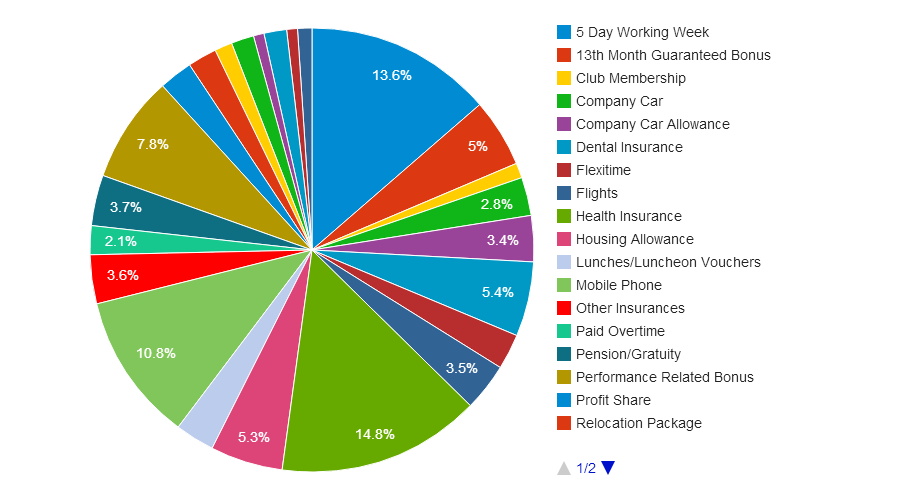 13.6%
5%
2.8%
3.4%
5.4%
3.5%
14.8%
5.3%
10.8%
3.6%
2.1%
3.7%
7.8%
5 Day Working Week
13th Month Guaranteed Bonus
Club Membership
Company Car
Company Car Allowance
Dental Insurance
Flexitime
Flights
Health Insurance
Housing Allowance
Lunches/Luncheon Vouchers
Mobile Phone
Other Insurances
Paid Overtime
Pension/Gratuity
Performance Related Bonus
Profit Share
Relocation Package
1/2